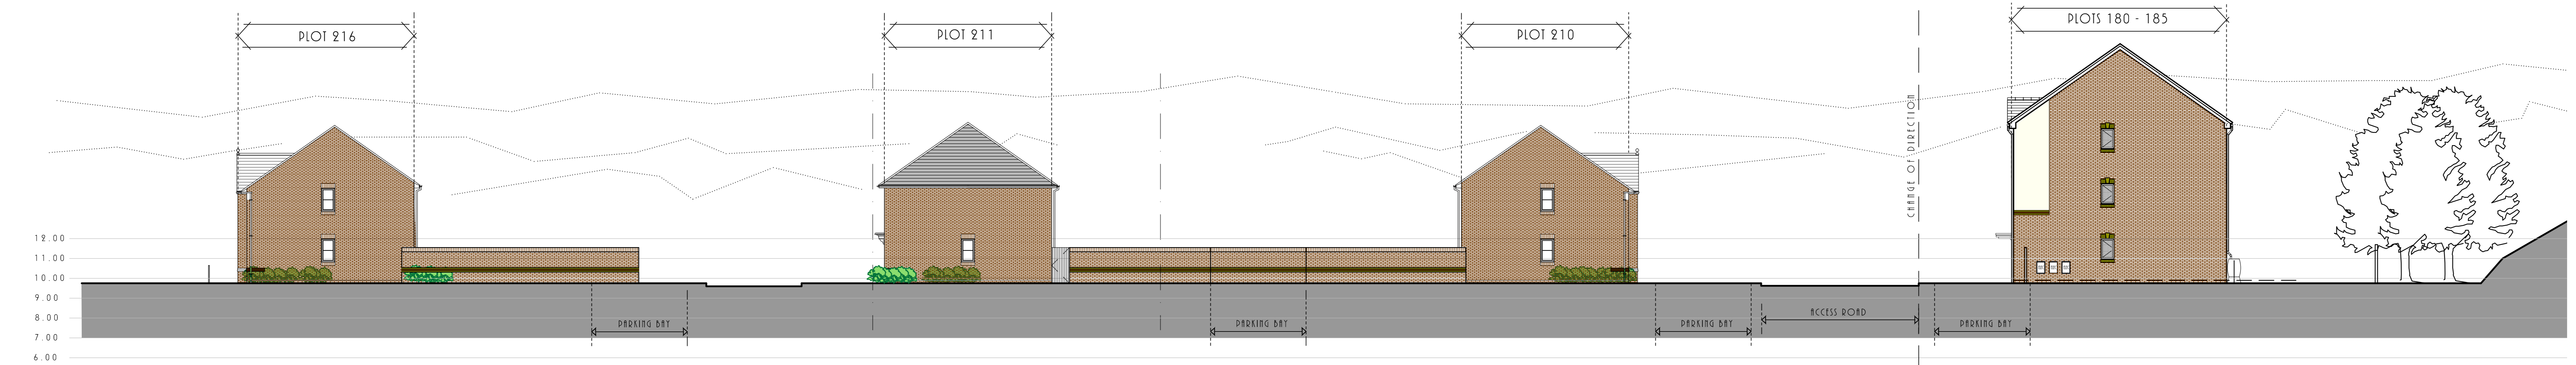 PLOT 216
PLOT 211
PLOT 210
PLOTS 180 - 185
CHANGE OF DIRECTION
12.00
11.00
10.00
9.00
8.00
7.00
6.00
PARKING BAY
PARKING BAY
PARKING BAY
ACCESS ROAD
PARKING BAY